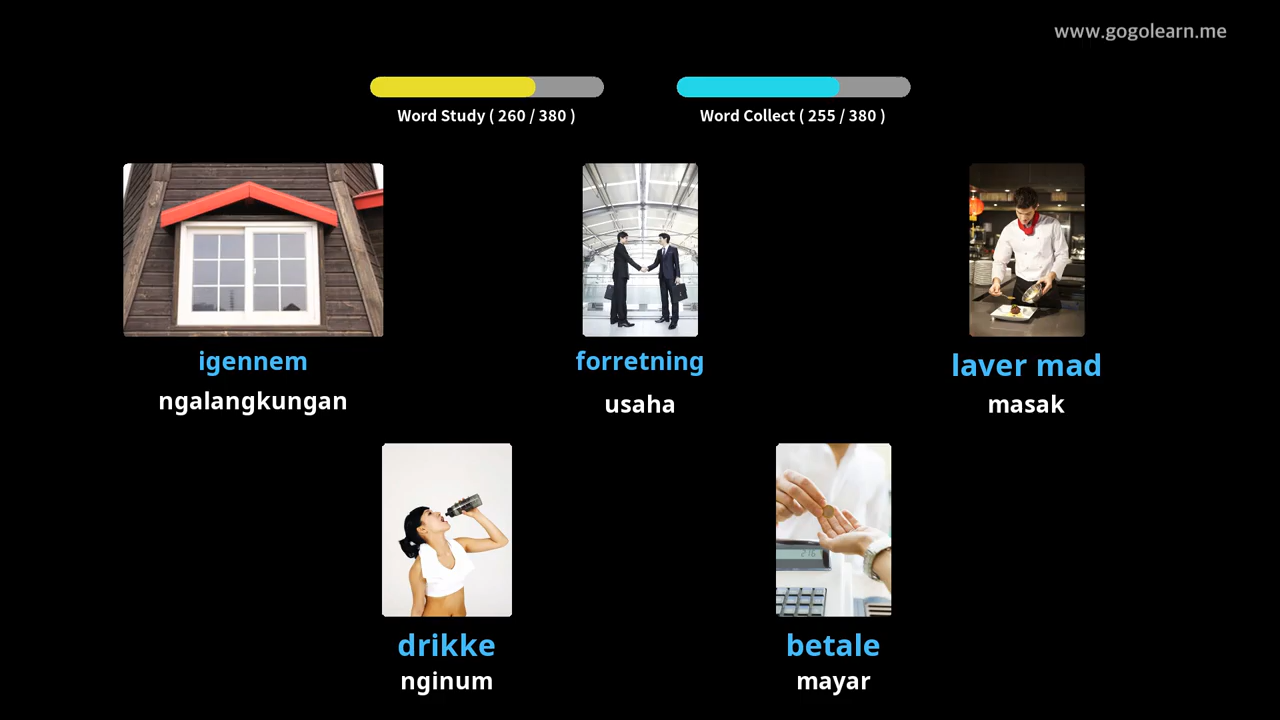 www.gogolearn.me
Word Study ( 260 / 380 )
Word Collect ( 255 / 380 )
igennem
ngalangkungan
forretning
usaha
laver mad
masak
drikke
nginum
betale
mayar